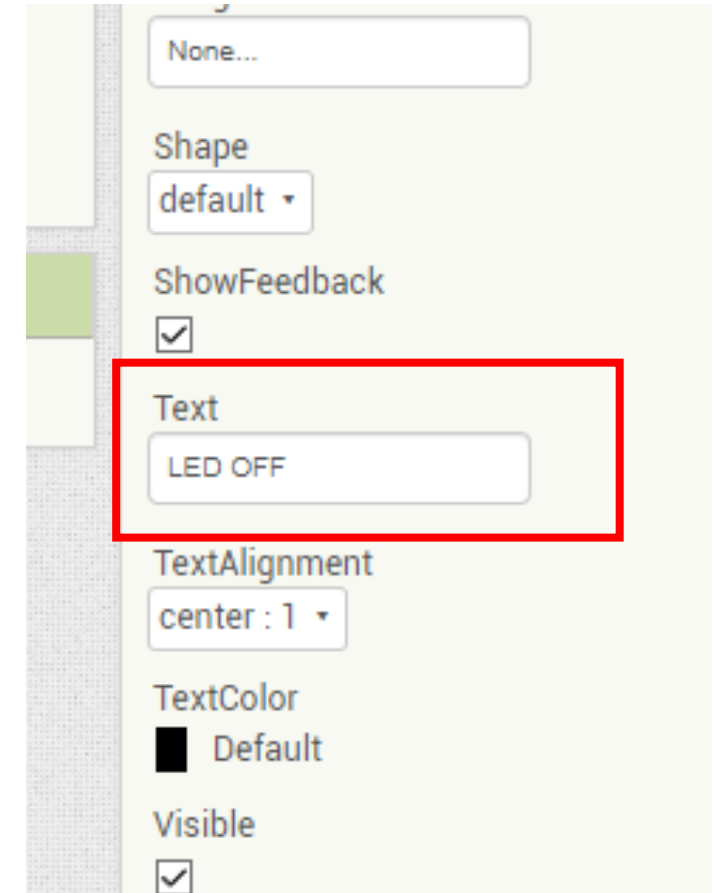 None...
Shape
default
ShowFeedback
Text
LED OFF
TextAlignment
center : 1
TextColor
Default
Visible